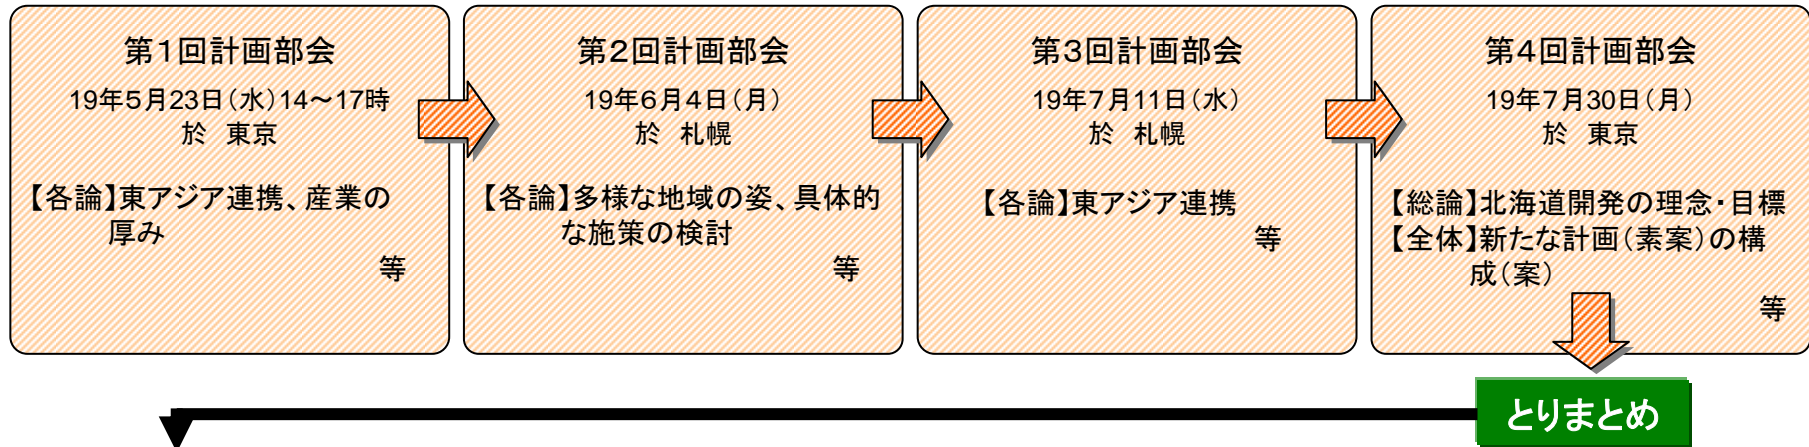 第1回計画部会
19年5月23日(水)14～17時
於 東京
【各論】東アジア連携、産業の
厚み
等
第2回計画部会
19年6月4日(月)
於 札幌
【各論】多様な地域の姿、具体的
な施策の検討
等
第3回計画部会
19年7月11日(水)
於 札幌
【各論】東アジア連携
等
第4回計画部会
19年7月30日(月)
於 東京
【総論】北海道開発の理念・目標
【全体】新たな計画(素案)の構
成(案)
等
とりまとめ